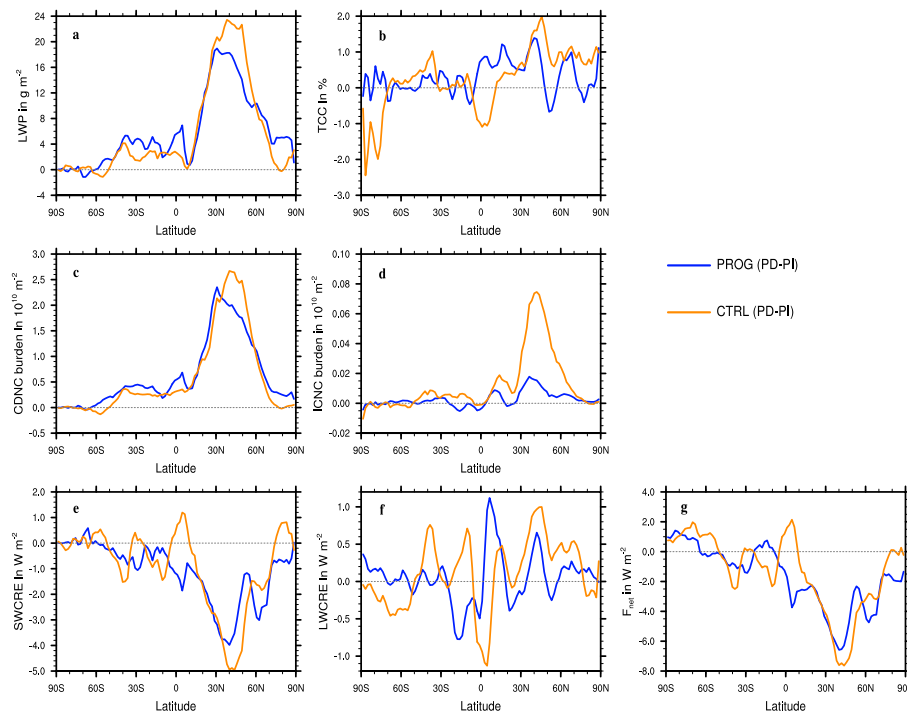 a
LWP in g m-2
24
20
16
12
8
4
0
4
90S 60S 30S 0 30N 60N 90N
Latitude
b
TCC in %
2.0
1.0
0.0
-1.0
-2.0
-3.0
90S 60S 30S 0 30N 60N 90N
Latitude
c
CDNC burden in 10^10 m-2
3.0
2.5
2.0
1.5
1.0
0.5
0.0
-0.5
90S 60S 30S 0 30N 60N 90N
Latitude
d
ICNC burden in 10^10 m-2
0.10
0.08
0.06
0.04
0.02
0.00
-0.02
90S 60S 30S 0 30N 60N 90N
Latitude
PROG (PD-PI)
CTRL (PD-PI)
e
SWCRE in W m-2
2.0
1.0
0.0
-1.0
-2.0
-3.0
-4.0
-5.0
90S 60S 30S 0 30N 60N 90N
Latitude
f
LWCRE in W m-2
1.0
0.5
0.0
-0.5
-1.0
90S 60S 30S 0 30N 60N 90N
Latitude
g
Fnet in W m-2
4.0
2.0
0.0
-2.0
-4.0
-6.0
-8.0
90S 60S 30S 0 30N 60N 90N
Latitude